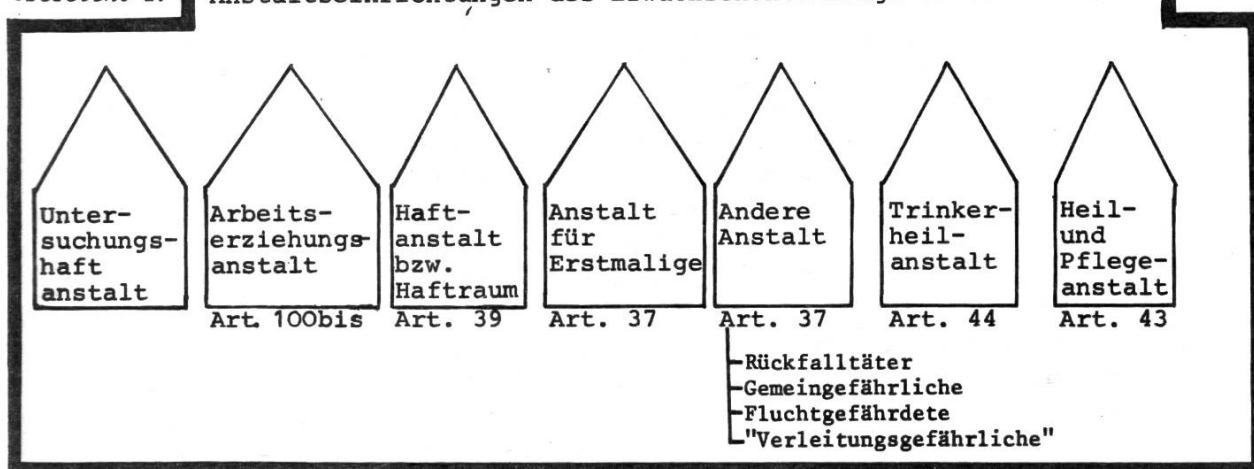 Anstaltseinrichtungen des
Unter-
suchungs-
haft
anstalt
Arbeits-
erziehungs-
anstalt
Art. 100bis
Haft-
anstalt
bzw.
Haftraum
Art. 39
Anstalt
für
Erstmalige
Art. 37
Andere
Anstalt
Art. 37
Rückfalltäter
Gemeingefährliche
Fluchtgefährdete
"Verleitungsgefährliche"
Trinker-
heil-
anstalt
Art. 44
Heil-
und
Pflege-
anstalt
Art. 43